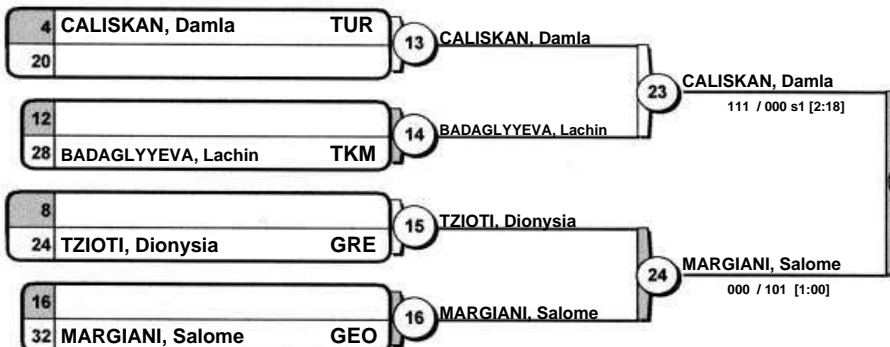 4 CALISKAN, Damla TUR
20
13 CALISKAN, Damla
12
28 BADAGLYYEVA, Lachin TKM
14 BADAGLYYEVA, Lachin
23 CALISKAN, Damla
111 / 000 s1 [2:18]
8
24 TZIOTI, Dionysia GRE
15 TZIOTI, Dionysia
16
32 MARGIANI, Salome GEO
16 MARGIANI, Salome
24 MARGIANI, Salome
000 / 101 [1:00]